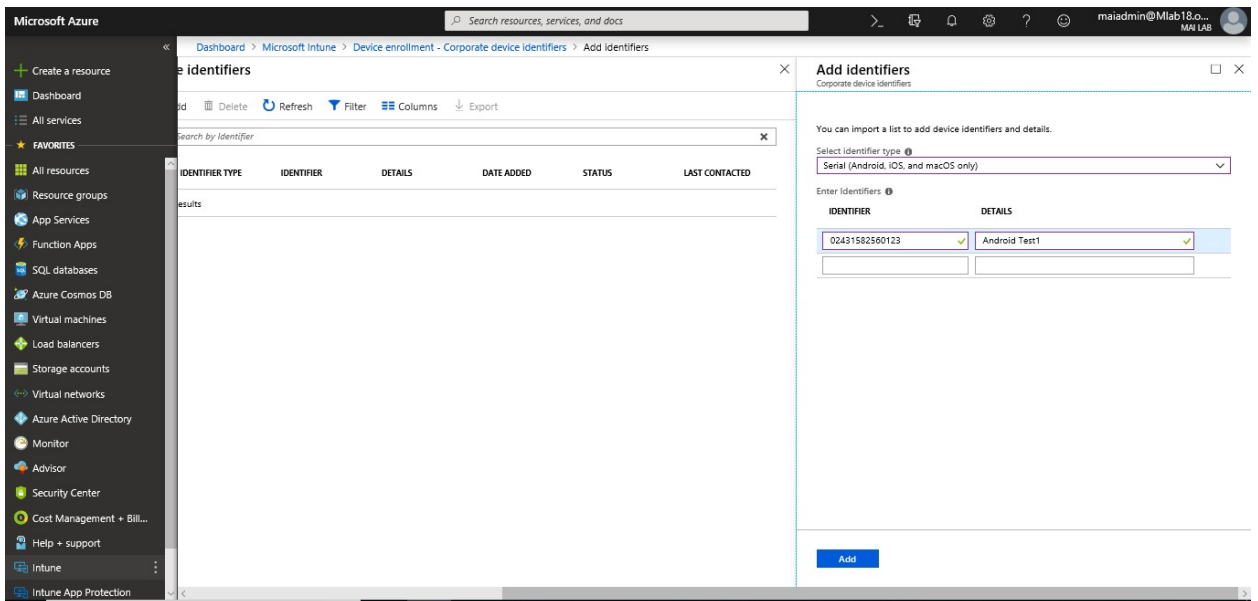 Microsoft Azure
Search resources, services, and docs
maiadmin@Mlab18.o...
MAI LAB
Dashboard > Microsoft Intune > Device enrollment - Corporate device identifiers > Add identifiers
Create a resource
Dashboard
All services
FAVORITES
All resources
Resource groups
App Services
Function Apps
SQL databases
Azure Cosmos DB
Virtual machines
Load balancers
Storage accounts
Virtual networks
Azure Active Directory
Monitor
Advisor
Security Center
Cost Management + Bill...
Help + support
Intune
Intune App Protection
e identifiers
dd Delete Refresh Filter Columns Export
Search by Identifier
IDENTIFIER TYPE IDENTIFIER DETAILS DATE ADDED STATUS LAST CONTACTED
esults
Add identifiers
Corporate device identifiers
You can import a list to add device identifiers and details.
Select identifier type
Serial (Android, iOS, and macOS only)
Enter Identifiers
IDENTIFIER DETAILS
02431582560123 Android Test1
Add